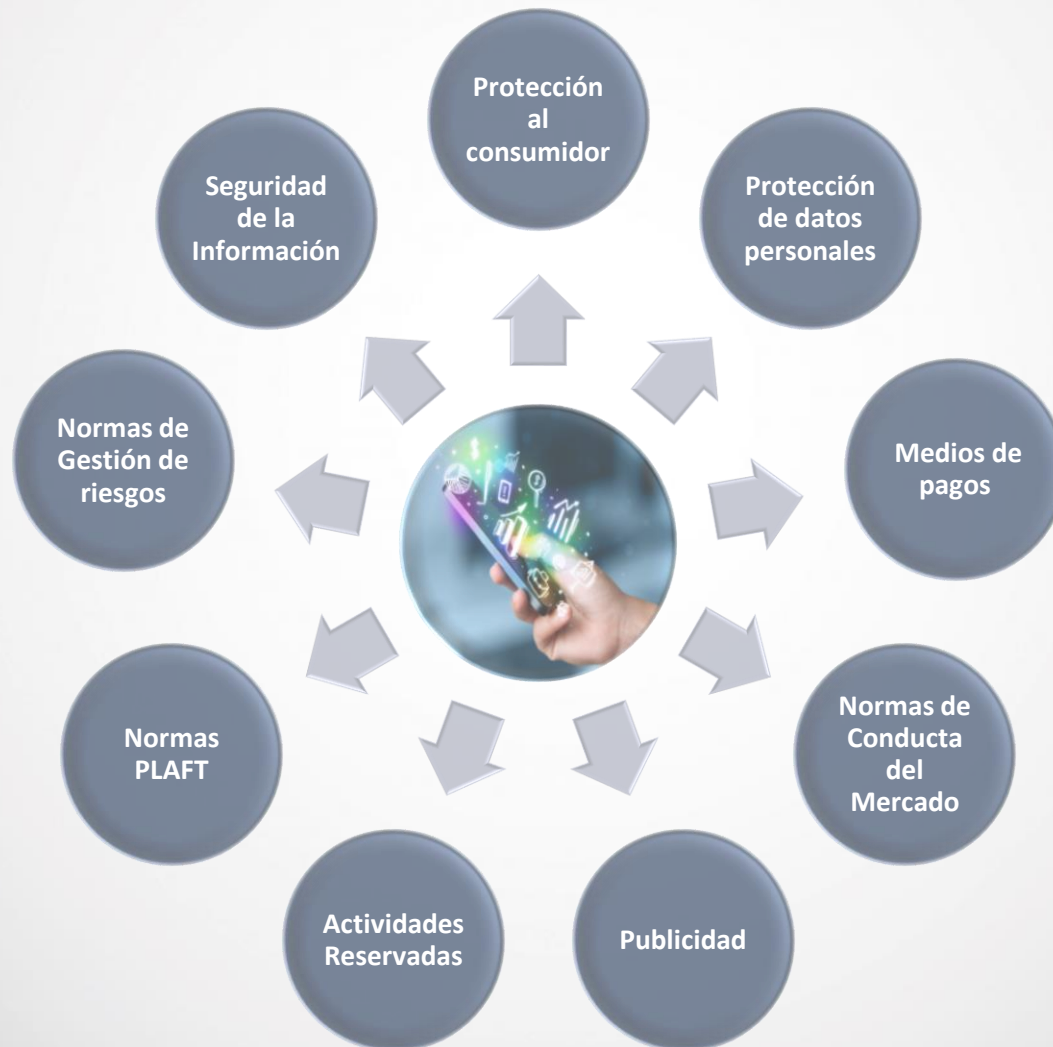 Protección
al
consumidor
Protección
de datos
personales
Medios de
pagos
Normas de
Conducta
del
Mercado
Publicidad
Actividades
Reservadas
Normas
PLAFT
Normas de
Gestión de
riesgos
Seguridad
de la
Información